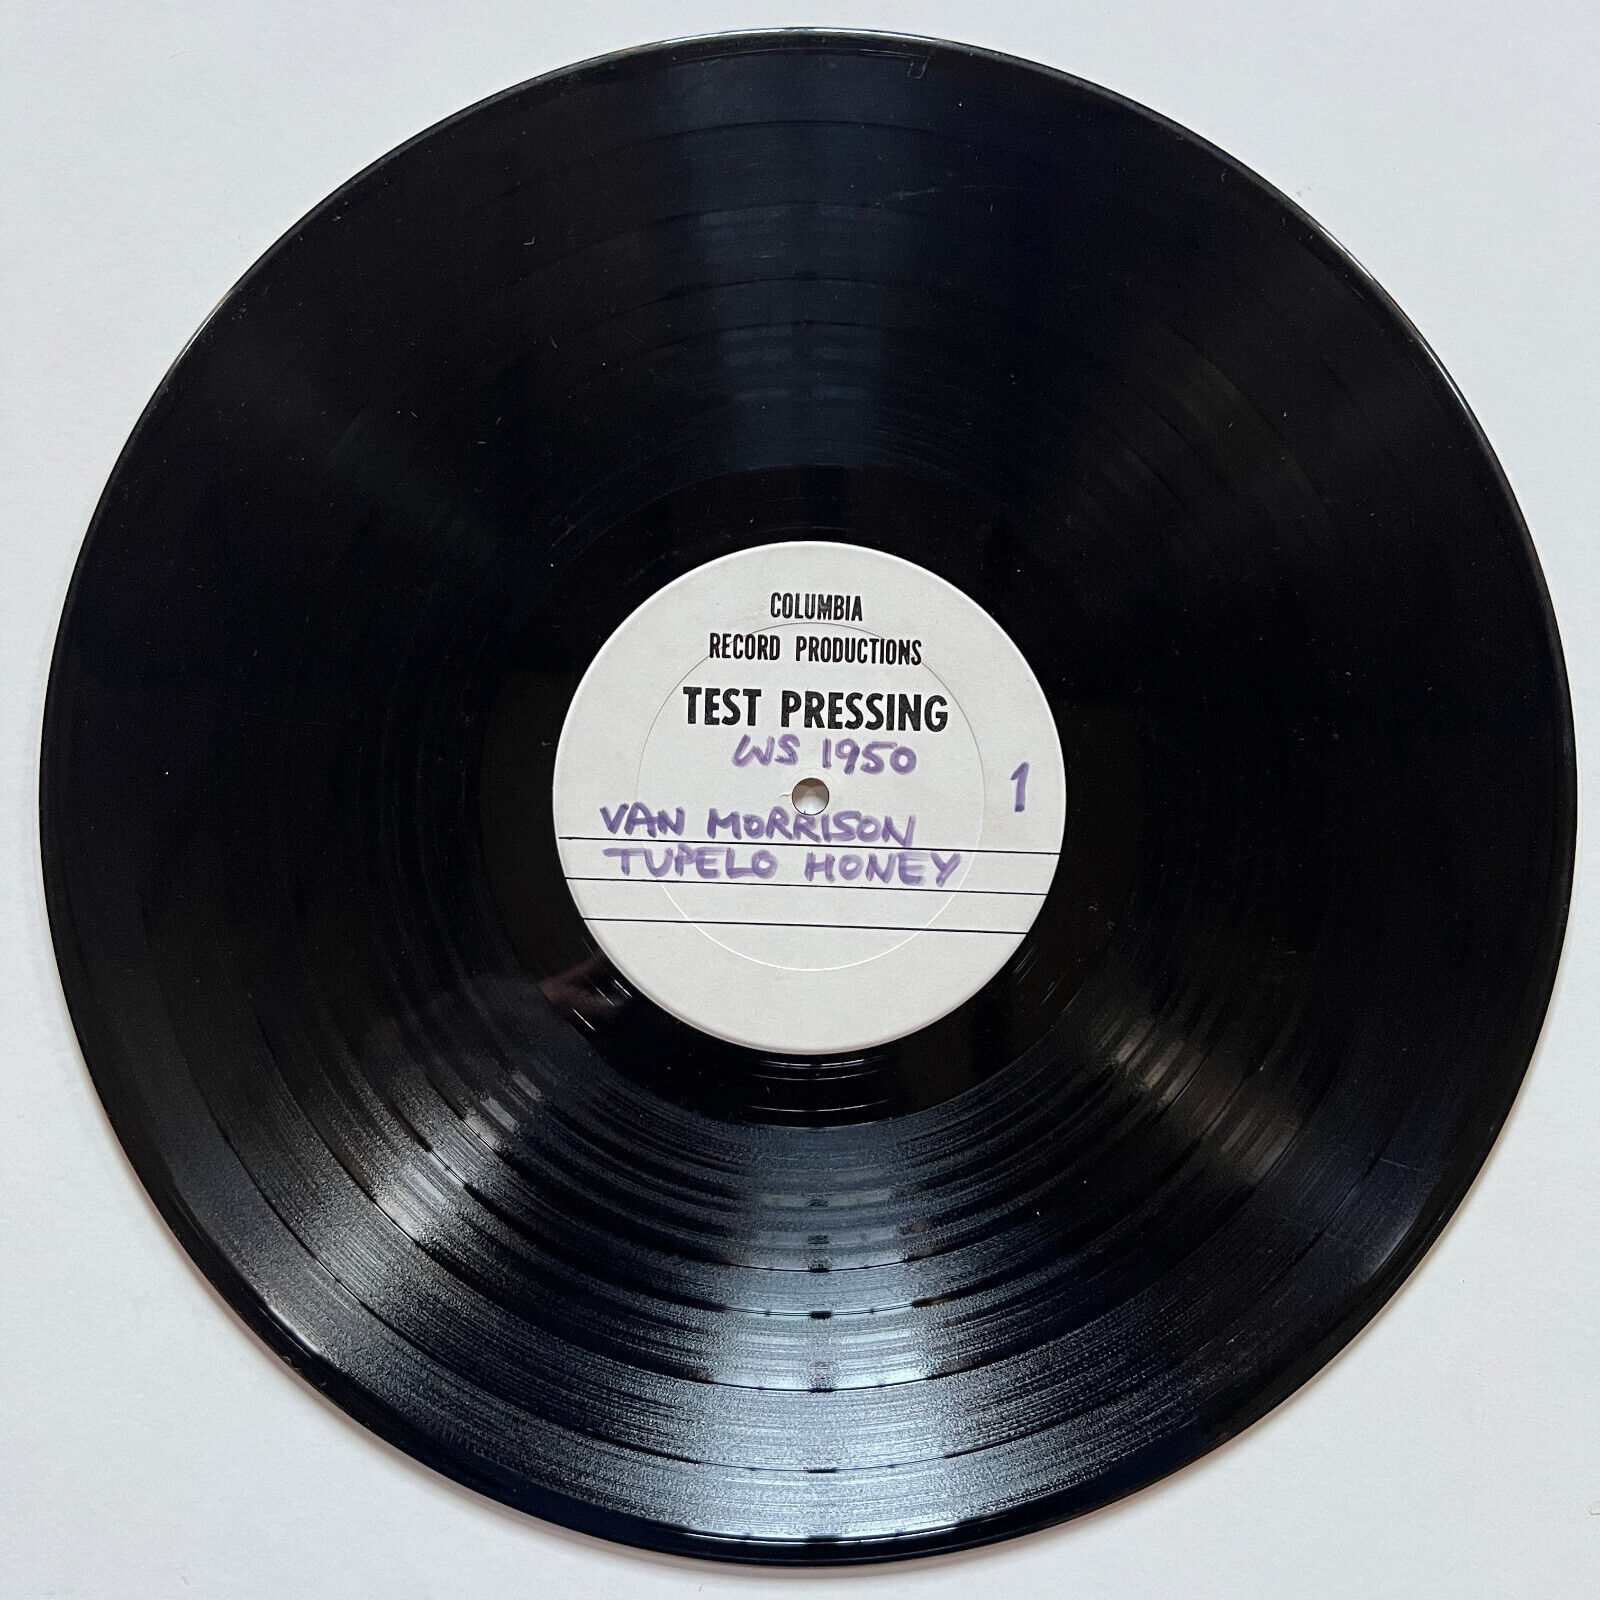 COLUMBIA
RECORD PRODUCTIONS
TEST PRESSING
WS 1950
1
VAN MORRISON
TUPELO HONEY